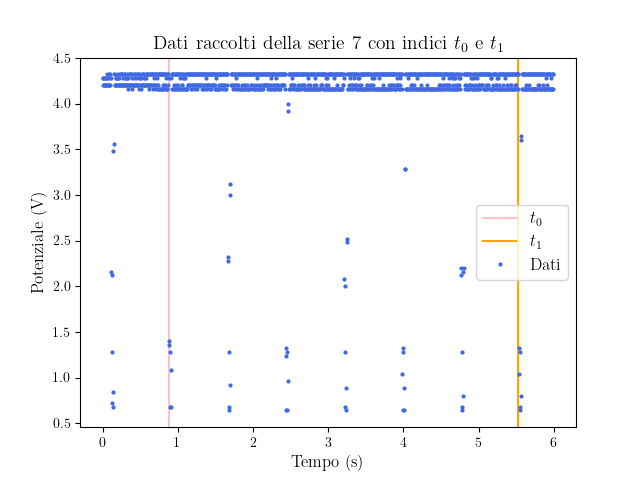 Dati raccolti della serie 7 con indici t₀ e t₁
4.5
4.0
3.5
3.0
2.5
2.0
1.5
1.0
0.5
Potenziale (V)
t₀
t₁
Dati
0 1 2 3 4 5 6
Tempo (s)